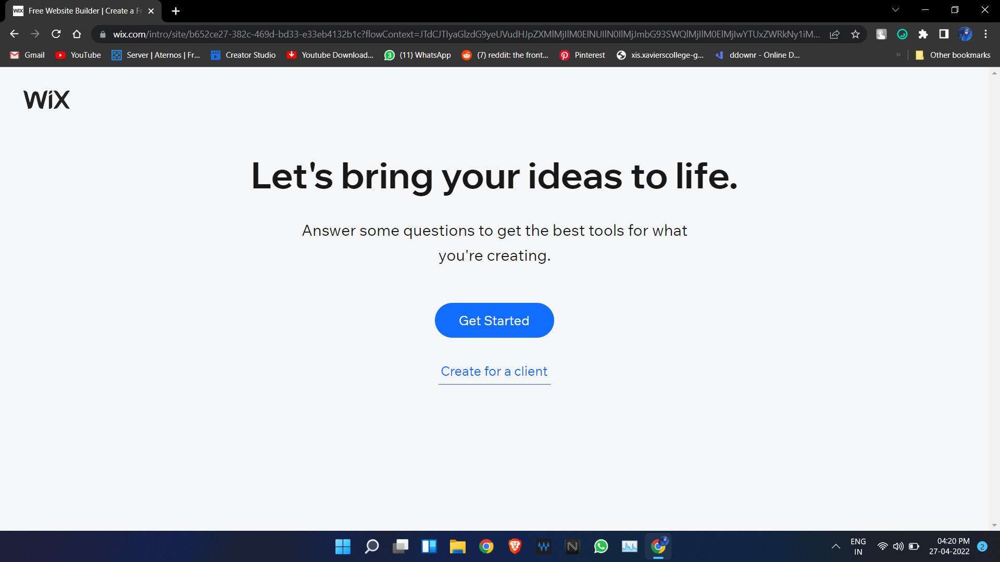 WIX Free Website Builder | Create a Fr
wix.com/intro/site/b652ce27-382c-469d-bd33-e33eb4132b1c?flowContext=
Gmail YouTube Server | Aternos | Fr... Creator Studio Youtube Download... 3 (11) WhatsApp (7) reddit: the front... Pinterest xis.xavierscollege-g... ddownr - Online D... » Other bookmarks
WiX
Let's bring your ideas to life.
Answer some questions to get the best tools for what
you're creating.
Get Started
Create for a client
ENG
IN
04:20 PM
27-04-2022
2